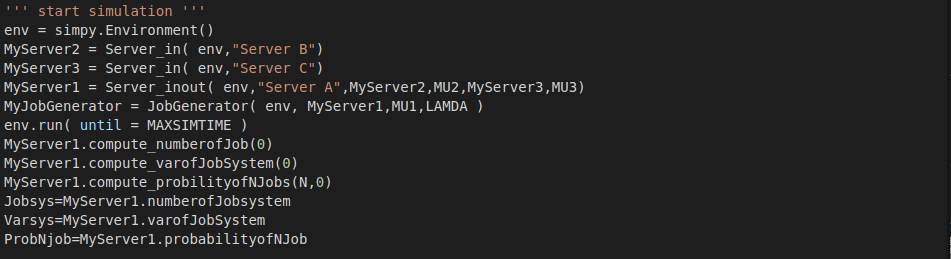 ''' start simulation '''
env = simpy.Environment()
MyServer2 = Server_in( env,"Server B")
MyServer3 = Server_in( env,"Server C")
MyServer1 = Server_inout( env,"Server A",MyServer2,MU2,MyServer3,MU3)
MyJobGenerator = JobGenerator( env, MyServer1,MU1,LAMDA )
env.run( until = MAXSIMTIME )
MyServer1.compute_numberofJob(0)
MyServer1.compute_varofJobSystem(0)
MyServer1.compute_probilityofNJobs(N,0)
Jobsys=MyServer1.numberofJobsystem
Varsys=MyServer1.varofJobSystem
ProbNjob=MyServer1.probabilityofNJob